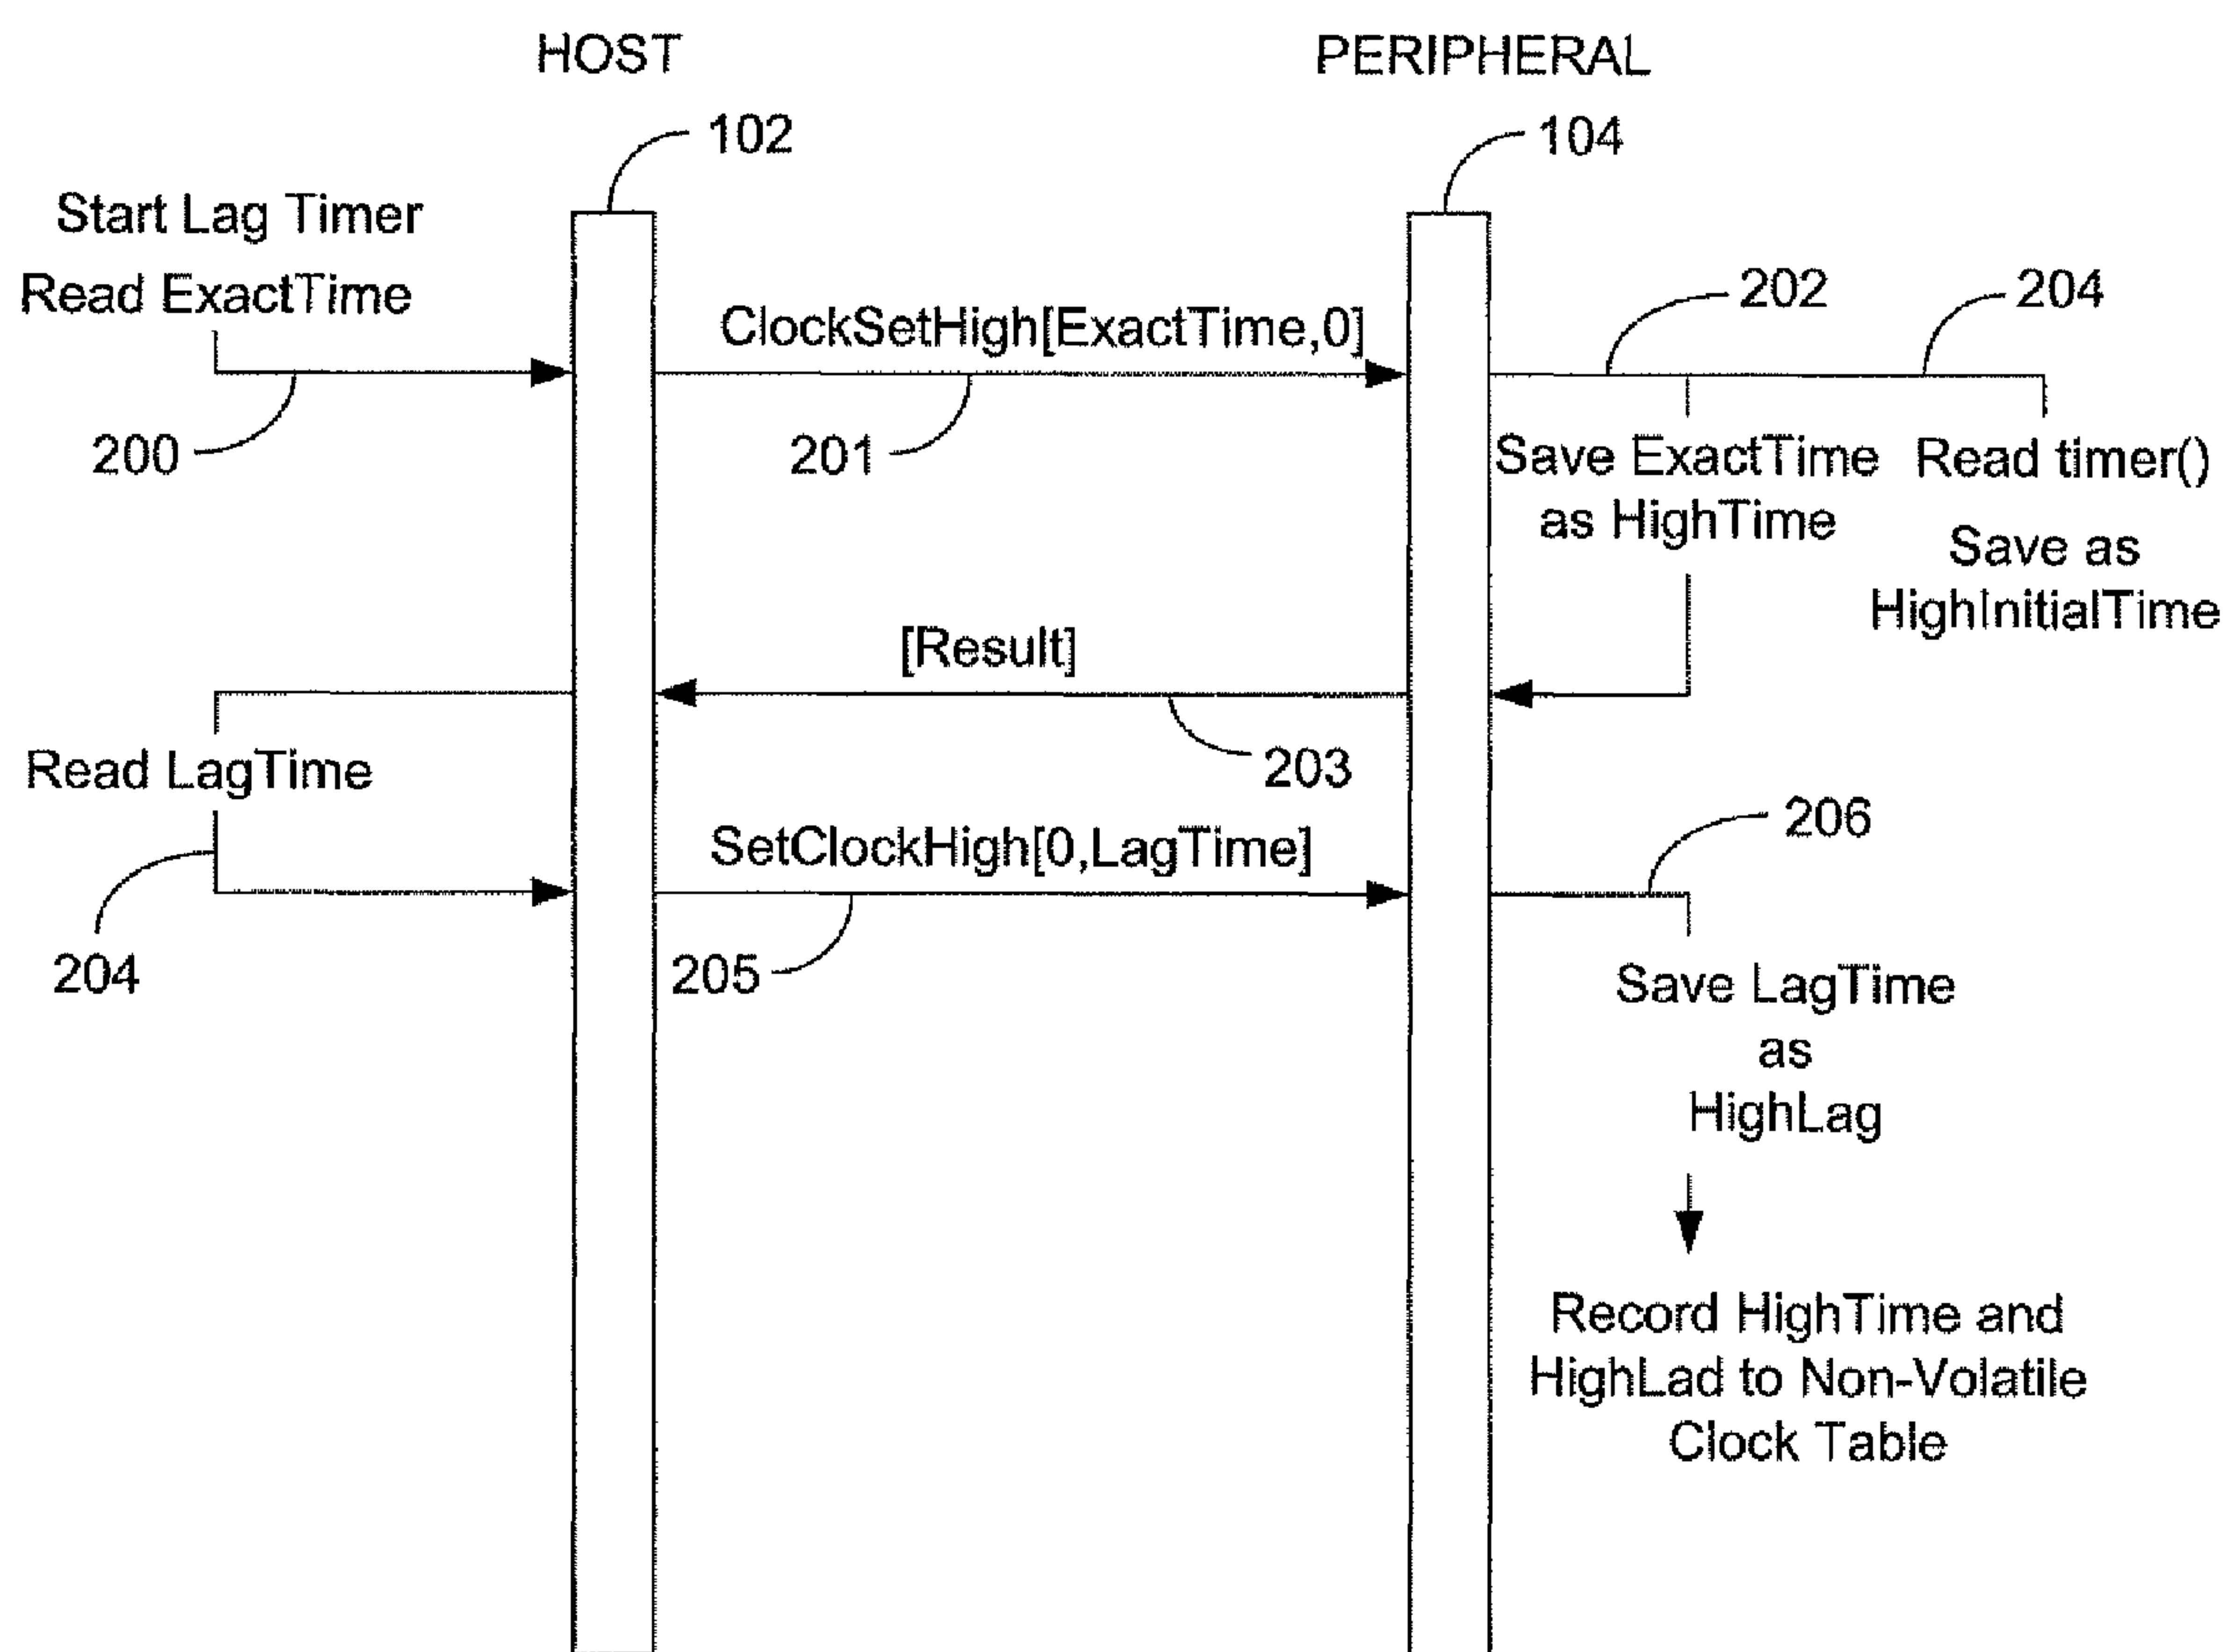 HOST
PERIPHERAL
102
104
Start Lag Timer
Read ExactTime
200
ClockSetHigh[ExactTime,0]
201
202
204
Save ExactTime
as HighTime
Read timer()
Save as
HighInitialTime
[Result]
203
Read LagTime
204
SetClockHigh[0,LagTime]
205
206
Save LagTime
as
HighLag
Record HighTime and
HighLad to Non-Volatile
Clock Table